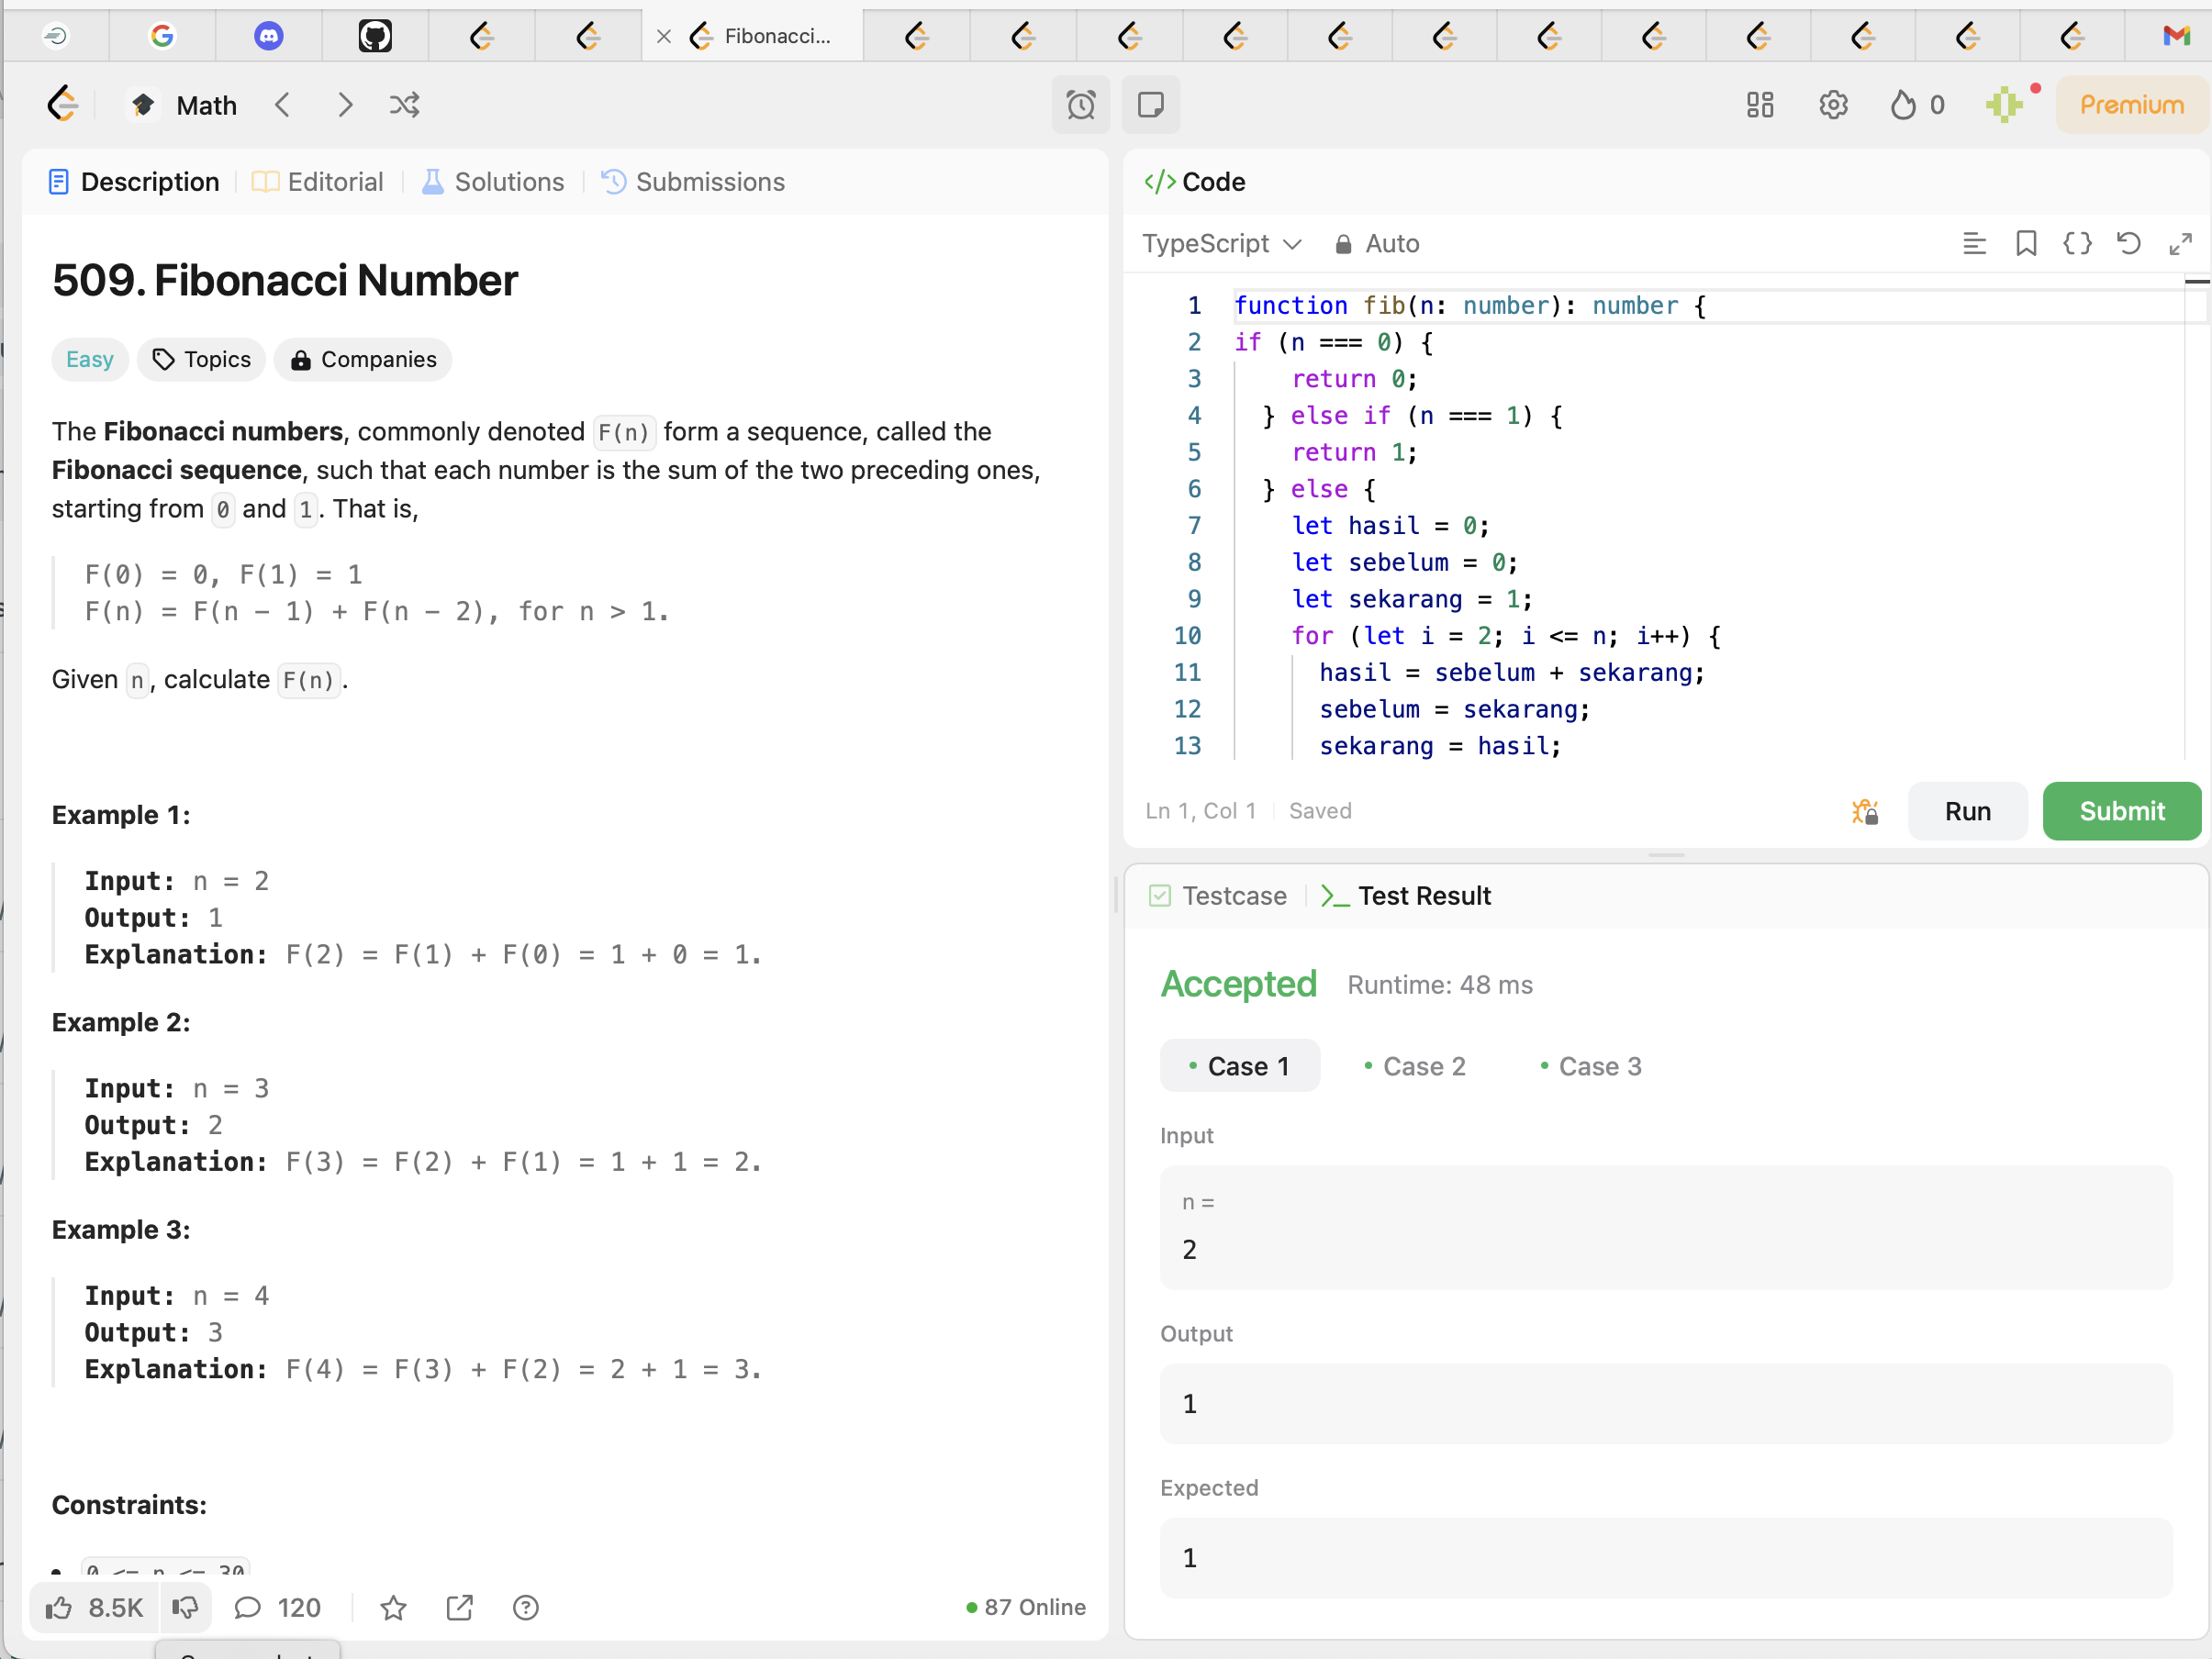 Fibonacci...
Math
0
Premium
Description
Editorial
Solutions
Submissions
509. Fibonacci Number
Easy
Topics
Companies
The Fibonacci numbers, commonly denoted F(n) form a sequence, called the
Fibonacci sequence, such that each number is the sum of the two preceding ones,
starting from 0 and 1. That is,
F(0) = 0, F(1) = 1
F(n) = F(n - 1) + F(n - 2), for n > 1.
Given n, calculate F(n).
Example 1:
Input: n = 2
Output: 1
Explanation: F(2) = F(1) + F(0) = 1 + 0 = 1.
Example 2:
Input: n = 3
Output: 2
Explanation: F(3) = F(2) + F(1) = 1 + 1 = 2.
Example 3:
Input: n = 4
Output: 3
Explanation: F(4) = F(3) + F(2) = 2 + 1 = 3.
Constraints:
0 <= n <= 30
8.5K
120
87 Online
</> Code
TypeScript
Auto
1 function fib(n: number): number {
2 if (n === 0) {
3 return 0;
4 } else if (n === 1) {
5 return 1;
6 } else {
7 let hasil = 0;
8 let sebelum = 0;
9 let sekarang = 1;
10 for (let i = 2; i <= n; i++) {
11 hasil = sebelum + sekarang;
12 sebelum = sekarang;
13 sekarang = hasil;
Ln 1, Col 1
Saved
Run
Submit
Testcase
Test Result
Accepted
Runtime: 48 ms
Case 1
Case 2
Case 3
Input
n =
2
Output
1
Expected
1